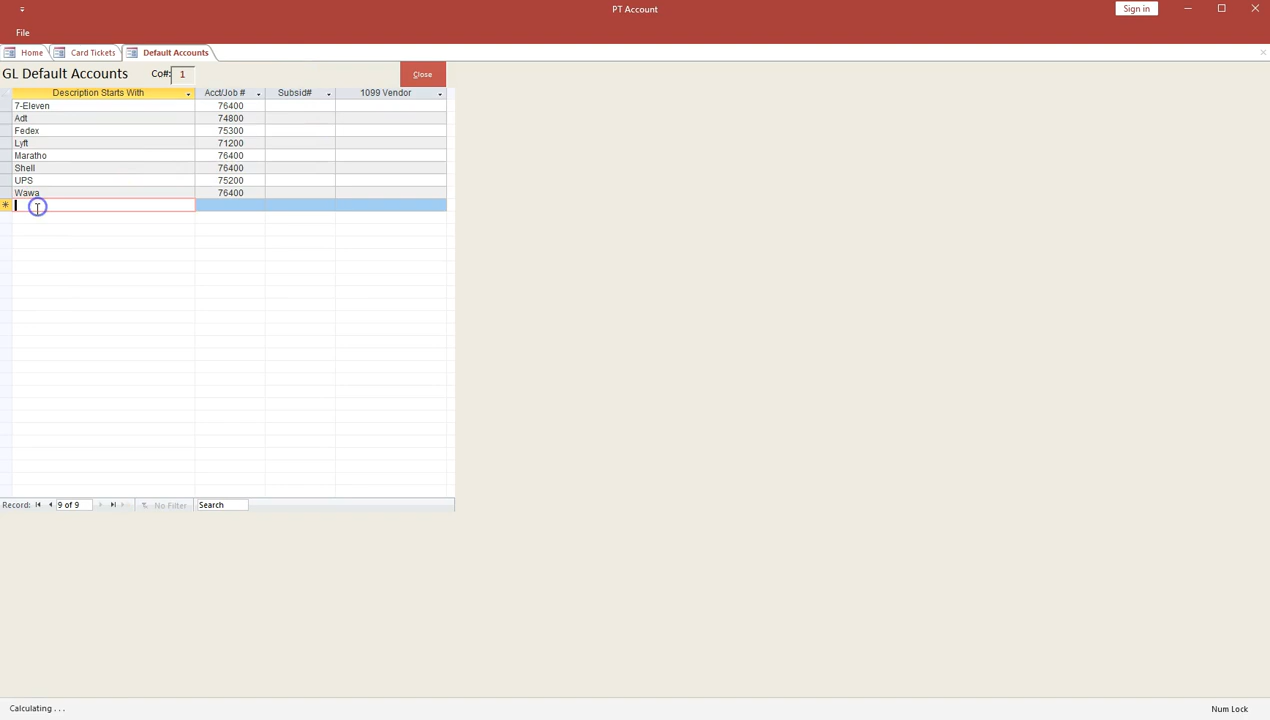 PT Account
Sign in
File
Home
Card Tickets
Default Accounts
GL Default Accounts Co#: 1 Close
Description Starts With Acct/Job # Subsid# 1099 Vendor
7-Eleven 76400
Adt 74800
Fedex 75300
Lyft 71200
Maratho 76400
Shell 76400
UPS 75200
Wawa 76400
*
Record: 9 of 9 No Filter Search
Calculating . . . Num Lock